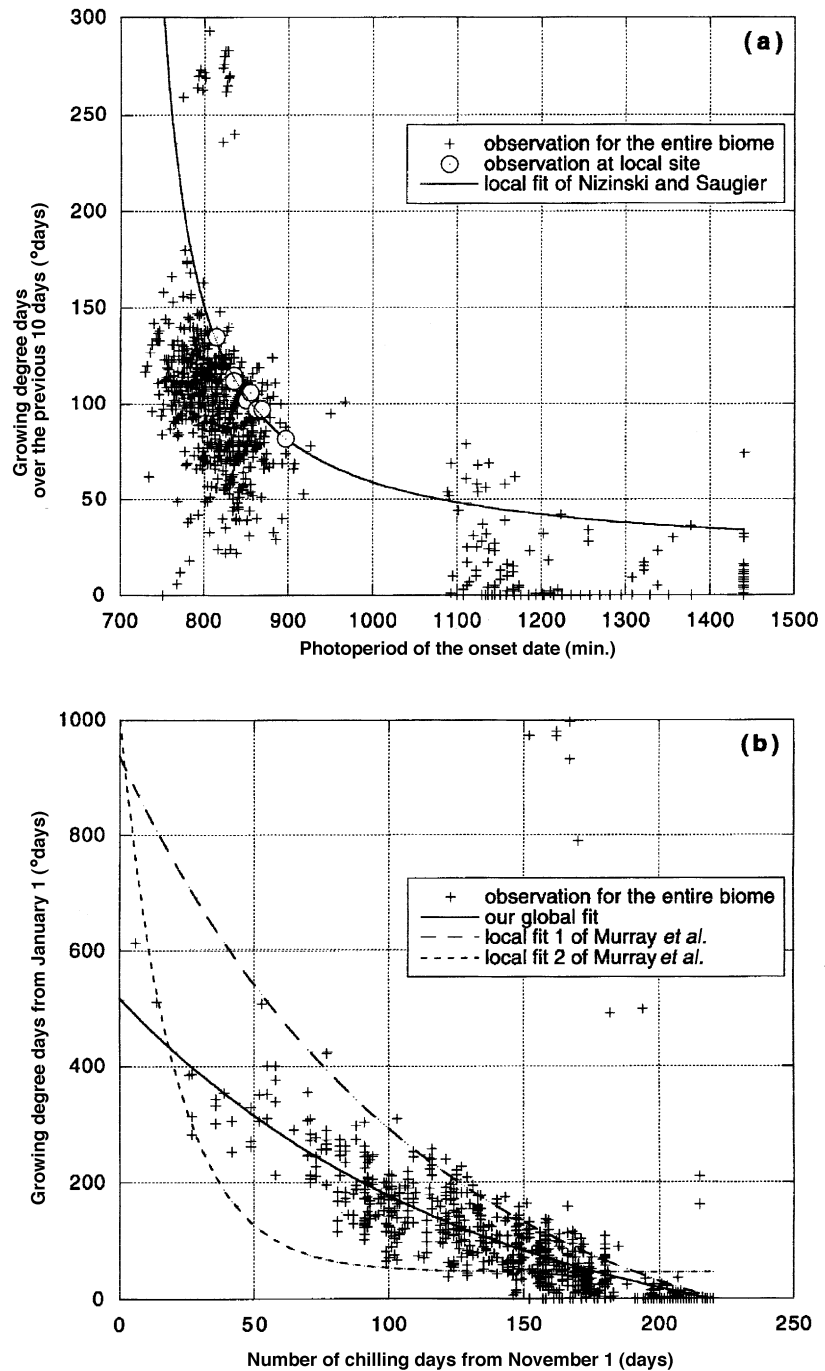 300
250
200
150
100
50
0
(a)
observation for the entire biome
observation at local site
local fit of Nizinski and Saugier
Growing degree days
over the previous 10 days (°days)
700 800 900 1000 1100 1200 1300 1400 1500
Photoperiod of the onset date (min.)
1000
800
600
400
200
0
(b)
observation for the entire biome
our global fit
local fit 1 of Murray et al.
local fit 2 of Murray et al.
Growing degree days from January 1 (°days)
0 50 100 150 200 250
Number of chilling days from November 1 (days)